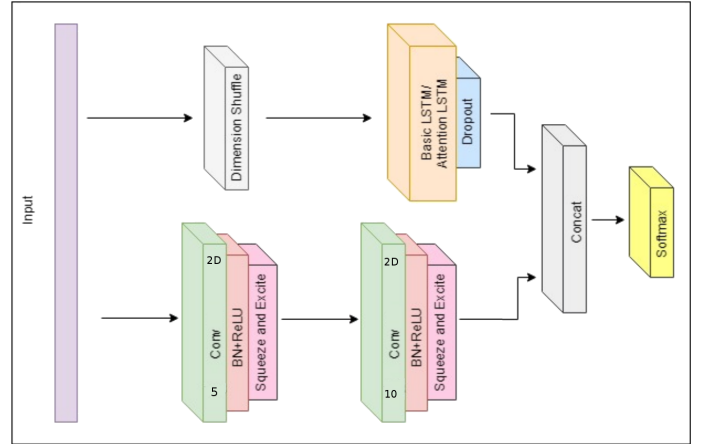 Input
Dimension Shuffle
Basic LSTM/
Attention LSTM
Dropout
2D
Conv
5
BN+ReLU
Squeeze and Excite
2D
Conv
10
BN+ReLU
Squeeze and Excite
Concat
Softmax